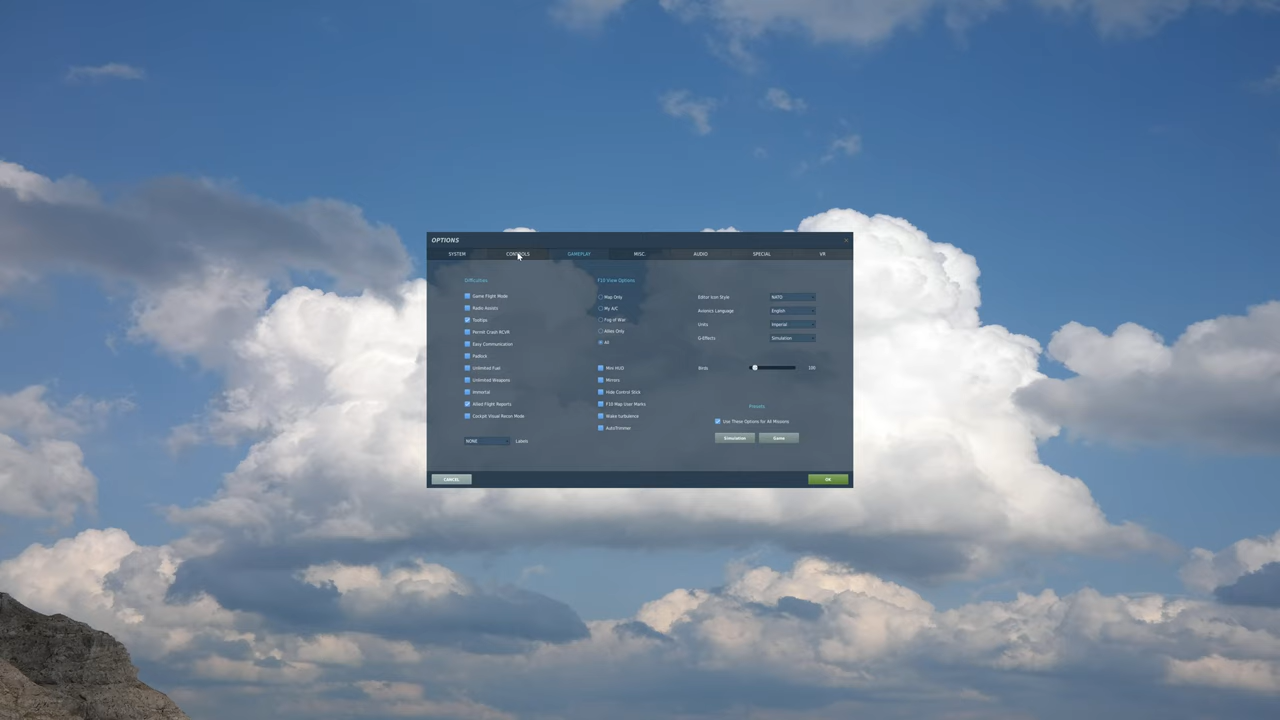 OPTIONS
SYSTEM CONTROLS GAMEPLAY MISC. AUDIO SPECIAL VR
Difficulties
Game Flight Mode
Radio Assists
Tooltips
Permit Crash RCVR
Easy Communication
Padlock
Unlimited Fuel
Unlimited Weapons
Immortal
Allied Flight Reports
Cockpit Visual Recon Mode
NONE Labels
F10 View Options
Map Only
My A/C
Fog of War
Allies Only
All
Mini HUD
Mirrors
Hide Control Stick
F10 Map User Marks
Wake turbulence
AutoTrimmer
Editor Icon Style NATO
Avionics Language English
Units Imperial
G-Effects Simulation
Birds 100
Presets
Use These Options for All Missions
Simulation Game
CANCEL OK